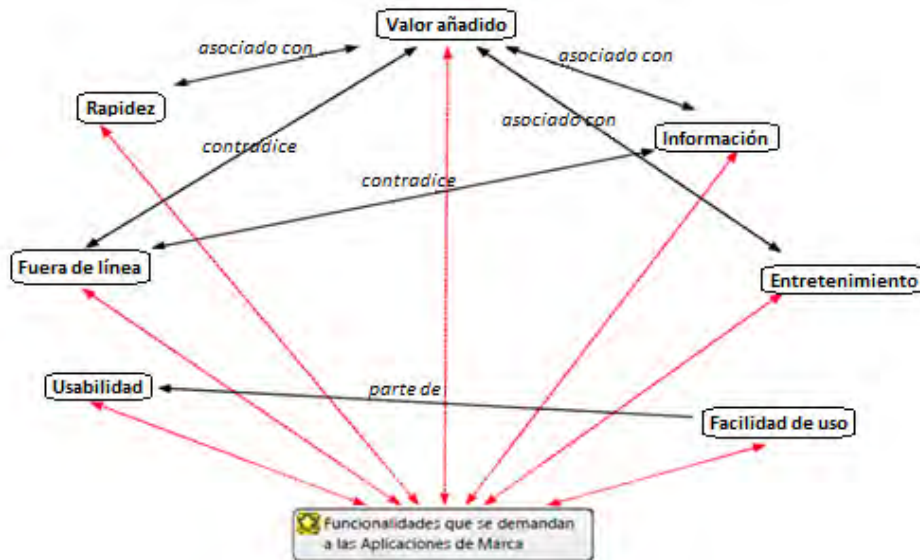 Valor añadido
asociado con
asociado con
Rapidez
asociado con
Información
contradice
contradice
Fuera de línea
Entretenimiento
Usabilidad
parte de
Facilidad de uso
Funcionalidades que se demandan
a las Aplicaciones de Marca